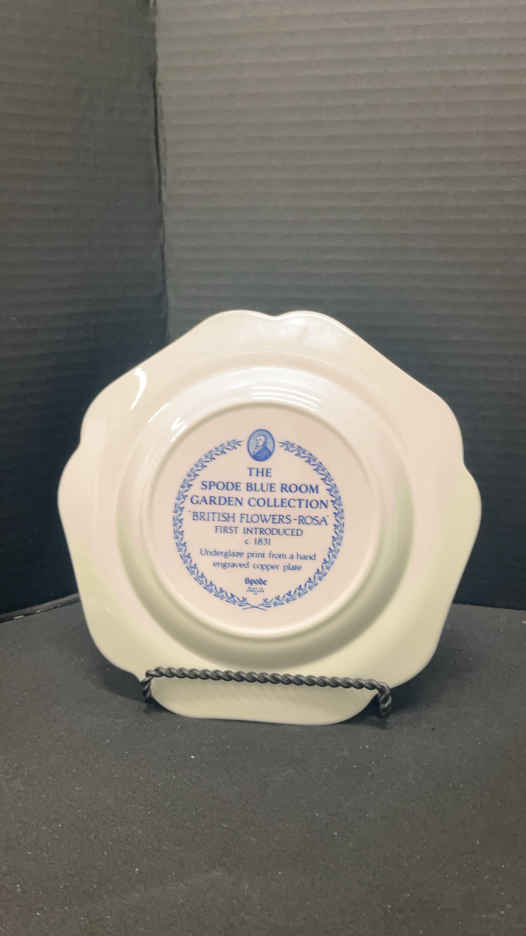 THE
SPODE BLUE ROOM
GARDEN COLLECTION
"BRITISH FLOWERS-ROSA"
FIRST INTRODUCED
c. 1831
Underglaze print from a hand
engraved copper plate
Spode